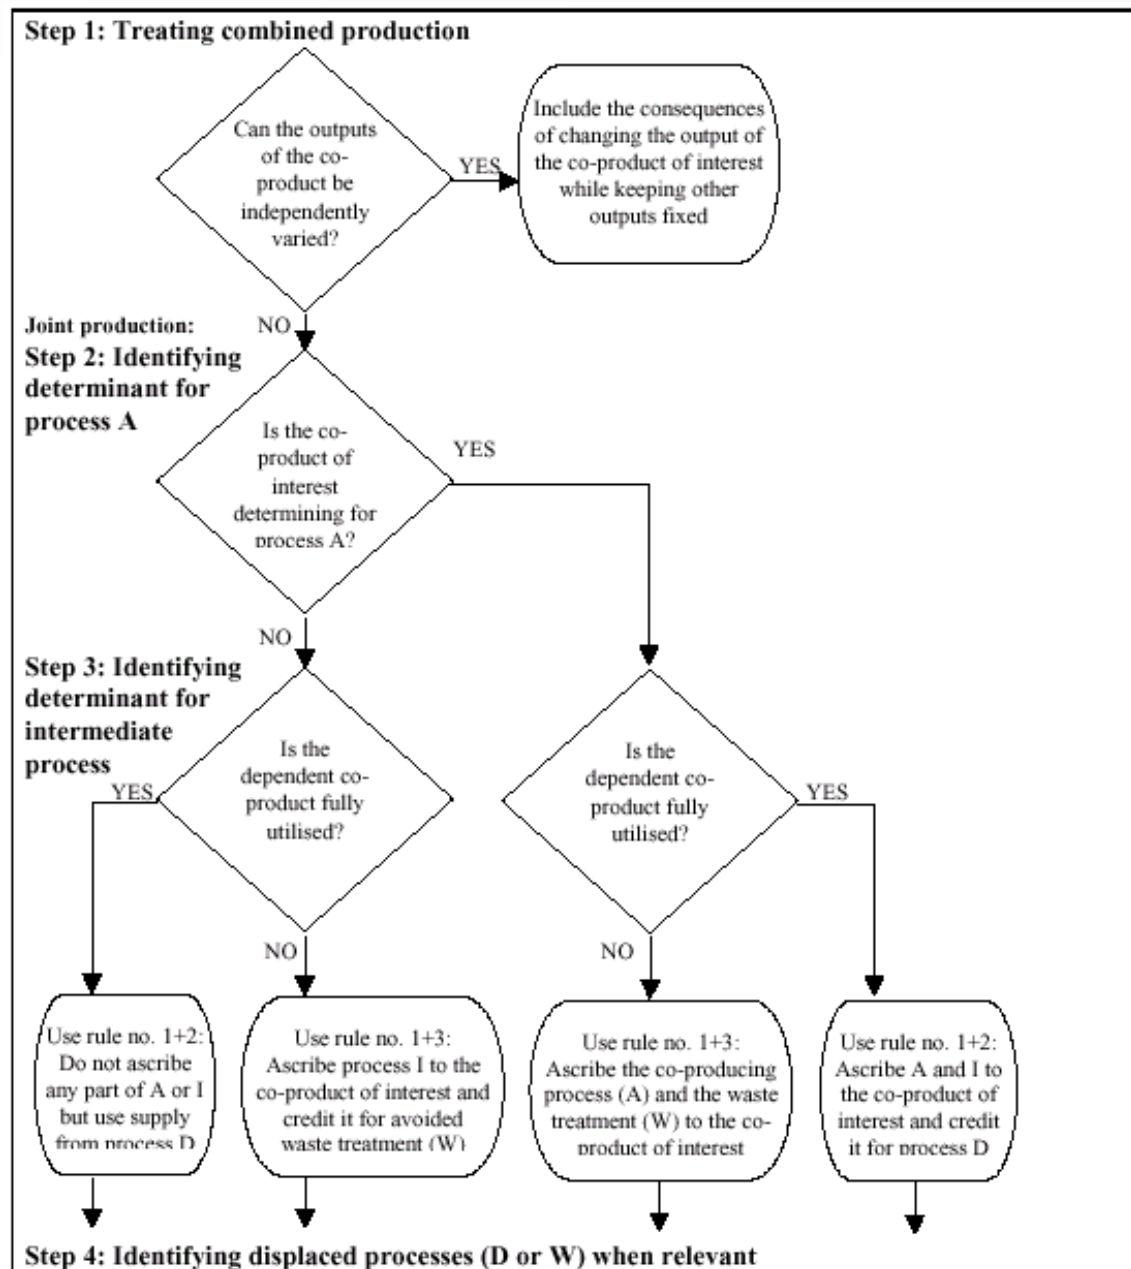 Step 1: Treating combined production
Can the outputs
of the co-
product be
independently
varied?
YES
Include the consequences
of changing the output of
the co-product of interest
while keeping other
outputs fixed
Joint production:
NO
Step 2: Identifying
determinant for
process A
Is the co-
product of
interest
determining for
process A?
YES
NO
Step 3: Identifying
determinant for
intermediate
process
Is the
dependent co-
product fully
utilised?
YES
NO
Is the
dependent co-
product fully
utilised?
YES
NO
Use rule no. 1+2:
Do not ascribe
any part of A or I
but use supply
from process D
Use rule no. 1+3:
Ascribe process I to the
co-product of interest and
credit it for avoided
waste treatment (W)
Use rule no. 1+3:
Ascribe the co-producing
process (A) and the waste
treatment (W) to the co-
product of interest
Use rule no. 1+2:
Ascribe A and I to
the co-product of
interest and credit
it for process D
Step 4: Identifying displaced processes (D or W) when relevant